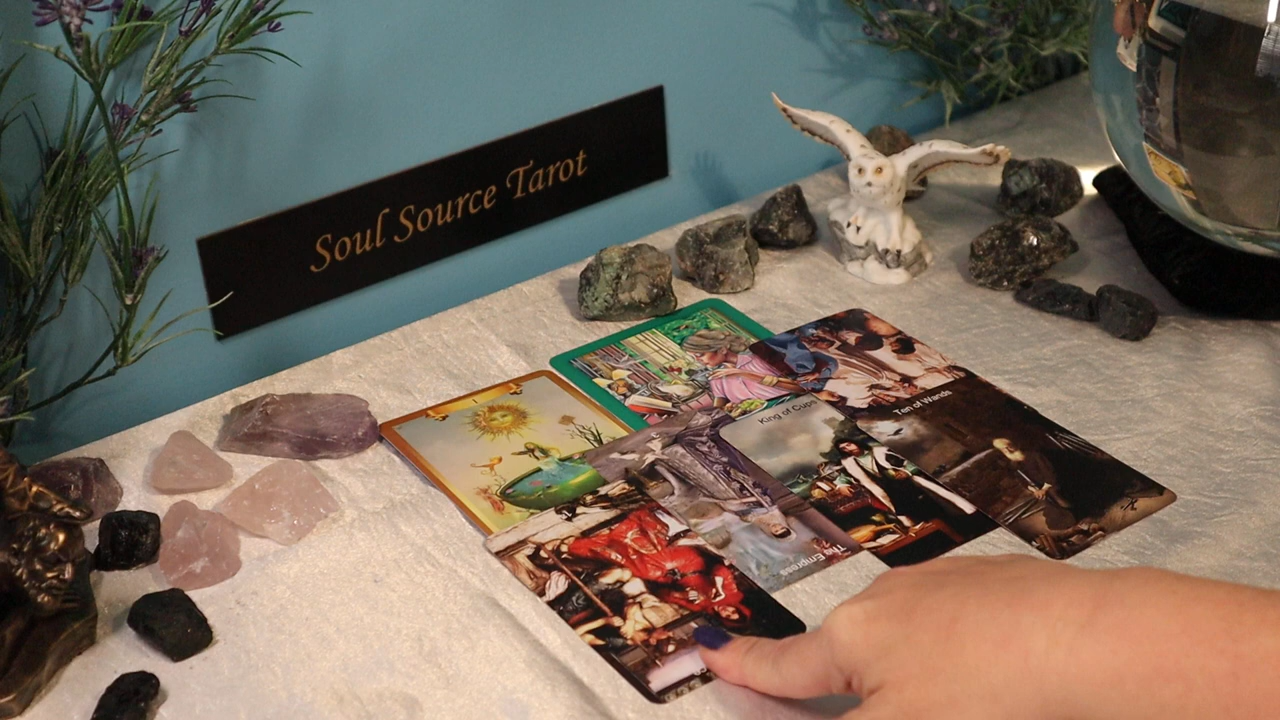 Soul Source Tarot
King of Cups
Ten of Wands
The Empress